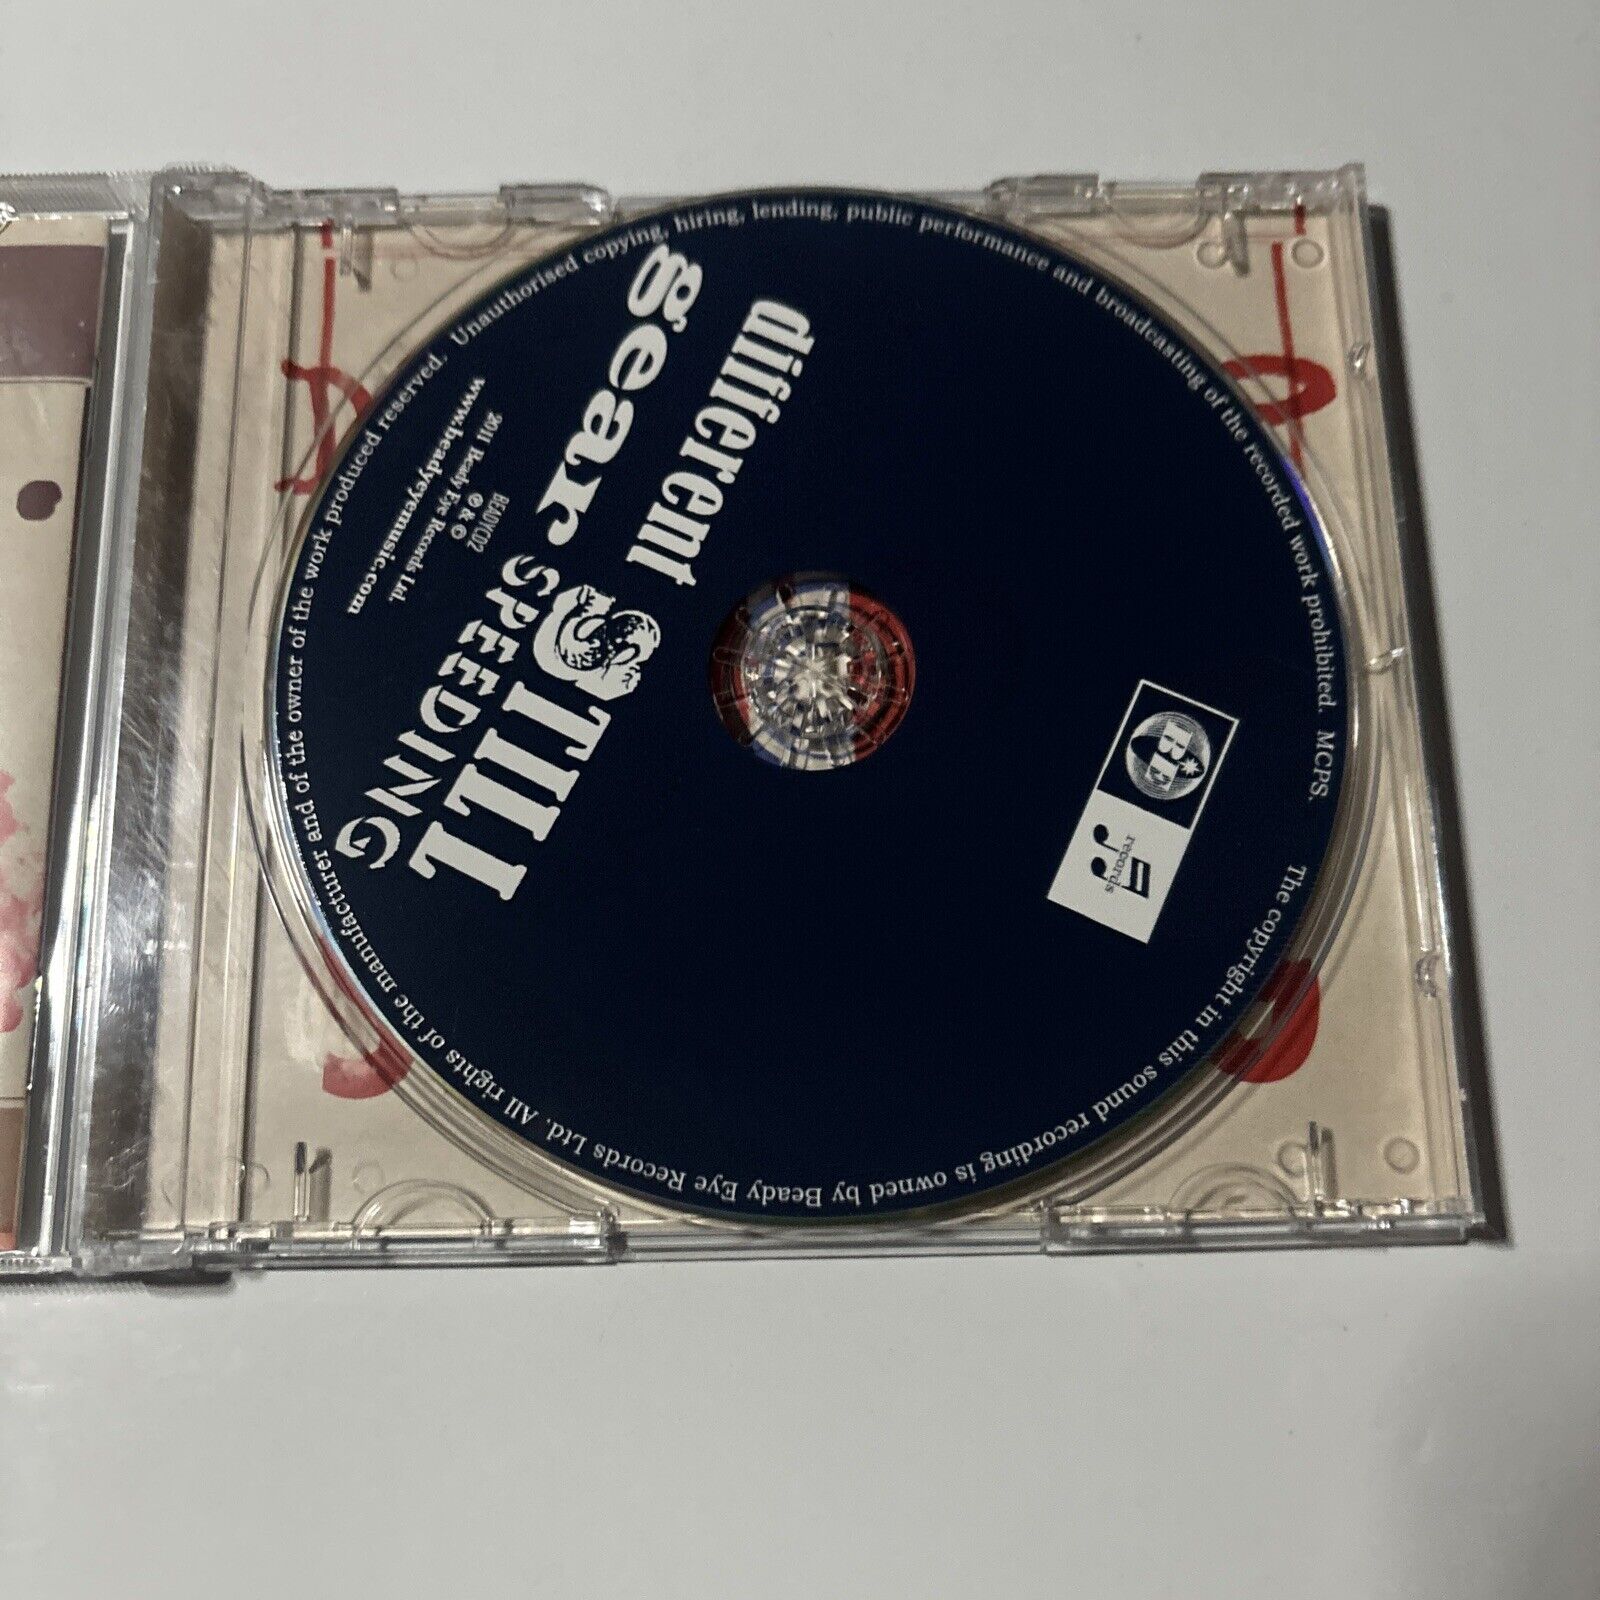 different
gear
STILL
SPEEDING
BEADYCD2
℗ & ©
2011 Beady Eye Records Ltd.
www.beadyeyemusic.com
BE
records
The copyright in this sound recording is owned by Beady Eye Records Ltd. All rights of the manufacturer and of the owner of the work produced reserved. Unauthorised copying, hiring, lending, public performance and broadcasting of the recorded work prohibited. MCPS.